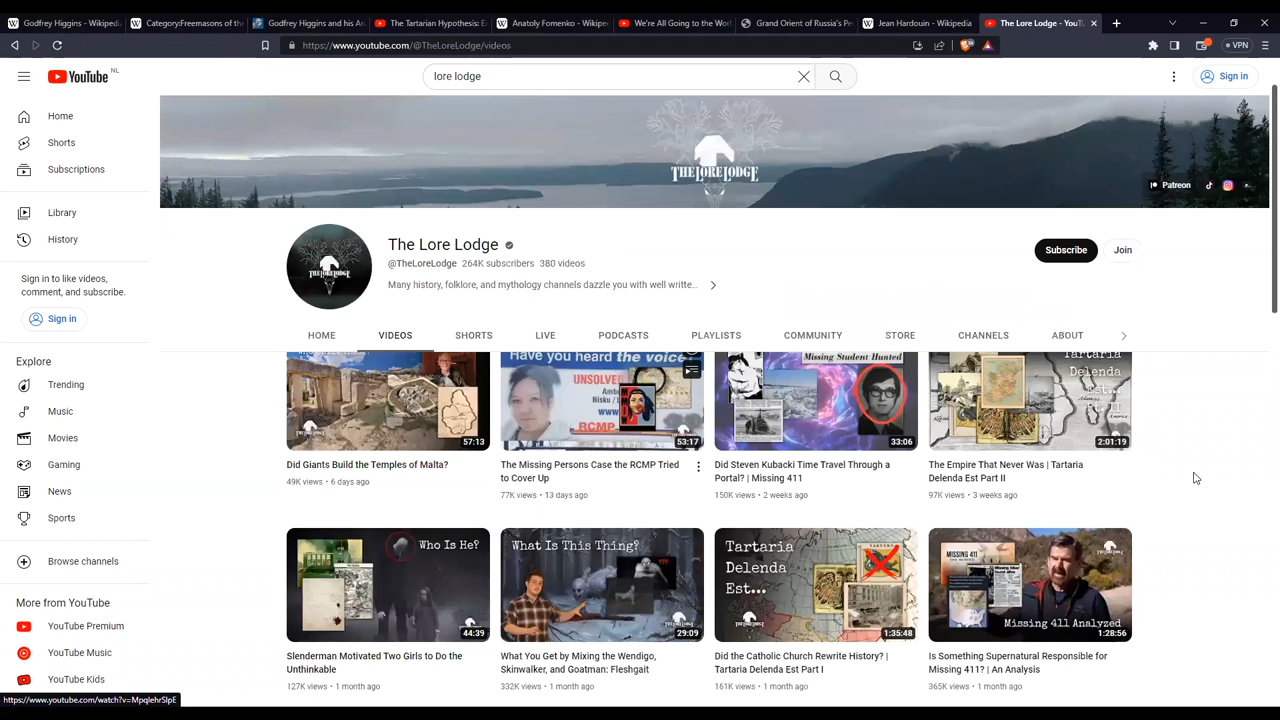 Godfrey Higgins - Wikiped
Category:Freemasons of the
Godfrey Higgins and his An
The Tartarian Hypothesis: E
Anatoly Fomenko - Wikipe
We're All Going to the Wor
Grand Orient of Russia's Pe
Jean Hardouin - Wikipedia
The Lore Lodge - YouTu
https://www.youtube.com/@TheLoreLodge/videos
VPN
YouTube NL
lore lodge
Sign in
Home
Shorts
Subscriptions
Library
History
Sign in to like videos,
comment, and subscribe.
Sign in
Explore
Trending
Music
Movies
Gaming
News
Sports
Browse channels
More from YouTube
YouTube Premium
YouTube Music
YouTube Kids
https://www.youtube.com/watch?v=MpqlehrSlpE
THE LORE LODGE
Patreon
THE LORE LODGE
The Lore Lodge
@TheLoreLodge 264K subscribers 380 videos
Many history, folklore, and mythology channels dazzle you with well writte...
Subscribe
Join
HOME
VIDEOS
SHORTS
LIVE
PODCASTS
PLAYLISTS
COMMUNITY
STORE
CHANNELS
ABOUT
57:13
Did Giants Build the Temples of Malta?
49K views • 6 days ago
Have you heard the voice
UNSOLVE
RCMP
53:17
The Missing Persons Case the RCMP Tried
to Cover Up
77K views • 13 days ago
Missing Student Hunted
33:06
Did Steven Kubacki Time Travel Through a
Portal? | Missing 411
150K views • 2 weeks ago
Tartaria
Delenda
Est... Pt. II
2:01:19
The Empire That Never Was | Tartaria
Delenda Est Part II
97K views • 3 weeks ago
Who Is He?
44:39
Slenderman Motivated Two Girls to Do the
Unthinkable
127K views • 1 month ago
What Is This Thing?
29:09
What You Get by Mixing the Wendigo,
Skinwalker, and Goatman: Fleshgait
332K views • 1 month ago
Tartaria
Delenda
Est...
1:35:48
Did the Catholic Church Rewrite History? |
Tartaria Delenda Est Part I
161K views • 1 month ago
MISSING 411
Missing 411 Analyzed
1:28:56
Is Something Supernatural Responsible for
Missing 411? | An Analysis
365K views • 1 month ago